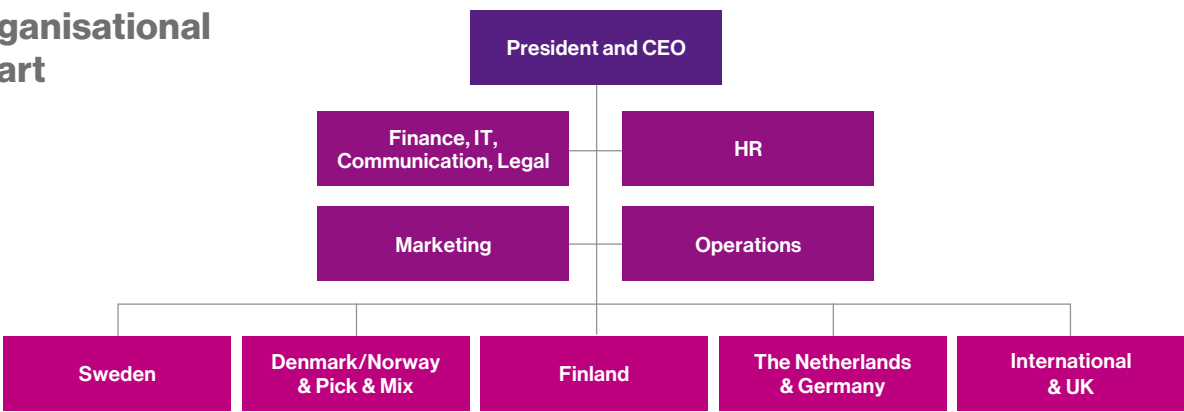 ganisational
art
President and CEO
Finance, IT,
Communication, Legal
HR
Marketing
Operations
Sweden
Denmark/Norway
& Pick & Mix
Finland
The Netherlands
& Germany
International
& UK